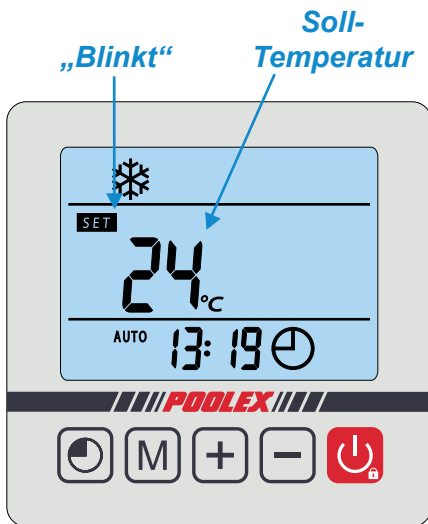 Soll-
„Blinkt“ Temperatur
SET
24 °C
AUTO 13:19
POOLEX
M + −